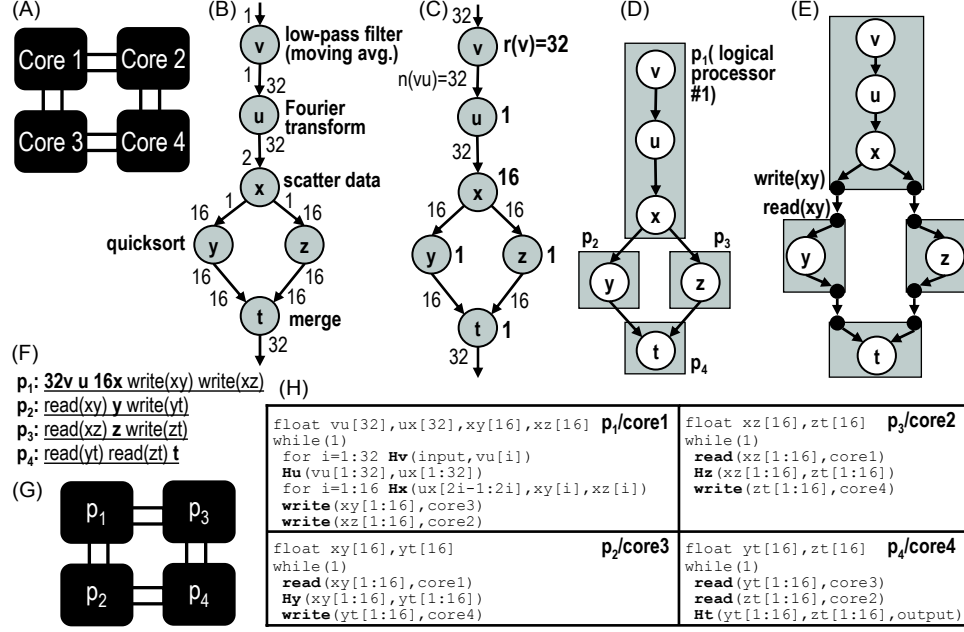 (A)
Core 1
Core 2
Core 3
Core 4
(B)
1
v
low-pass filter
(moving avg.)
1
32
u
Fourier
transform
32
2
x
scatter data
1
1
16
16
quicksort
y
z
16
16
16
16
t
merge
32
(C)
32
v
r(v)=32
n(vu)=32
u
1
32
x
16
16
16
y
1
z
1
16
16
t
1
32
(D)
p1( logical
processor
#1)
v
u
x
p2
p3
y
z
t
p4
(E)
v
u
x
write(xy)
read(xy)
y
z
t
(F)
p1: 32v u 16x write(xy) write(xz)
p2: read(xy) y write(yt)
p3: read(xz) z write(zt)
p4: read(yt) read(zt) t
(G)
p1
p3
p2
p4
(H)
float vu[32],ux[32],xy[16],xz[16] p1/core1
while(1)
for i=1:32 Hv(input,vu[i])
Hu(vu[1:32],ux[1:32])
for i=1:16 Hx(ux[2i-1:2i],xy[i],xz[i])
write(xy[1:16],core3)
write(xz[1:16],core2)
float xz[16],zt[16] p3/core2
while(1)
read(xz[1:16],core1)
Hz(xz[1:16],zt[1:16])
write(zt[1:16],core4)
float xy[16],yt[16] p2/core3
while(1)
read(xy[1:16],core1)
Hy(xy[1:16],yt[1:16])
write(yt[1:16],core4)
float yt[16],zt[16] p4/core4
while(1)
read(yt[1:16],core3)
read(zt[1:16],core2)
Ht(yt[1:16],zt[1:16],output)